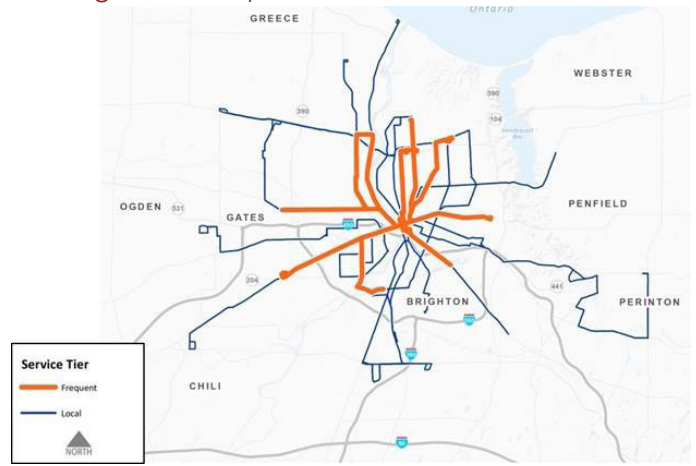 GREECE
Ontario
WEBSTER
390
590
104
OGDEN
531
GATES
PENFIELD
204
441
BRIGHTON
PERINTON
CHILI
Service Tier
Frequent
Local
NORTH